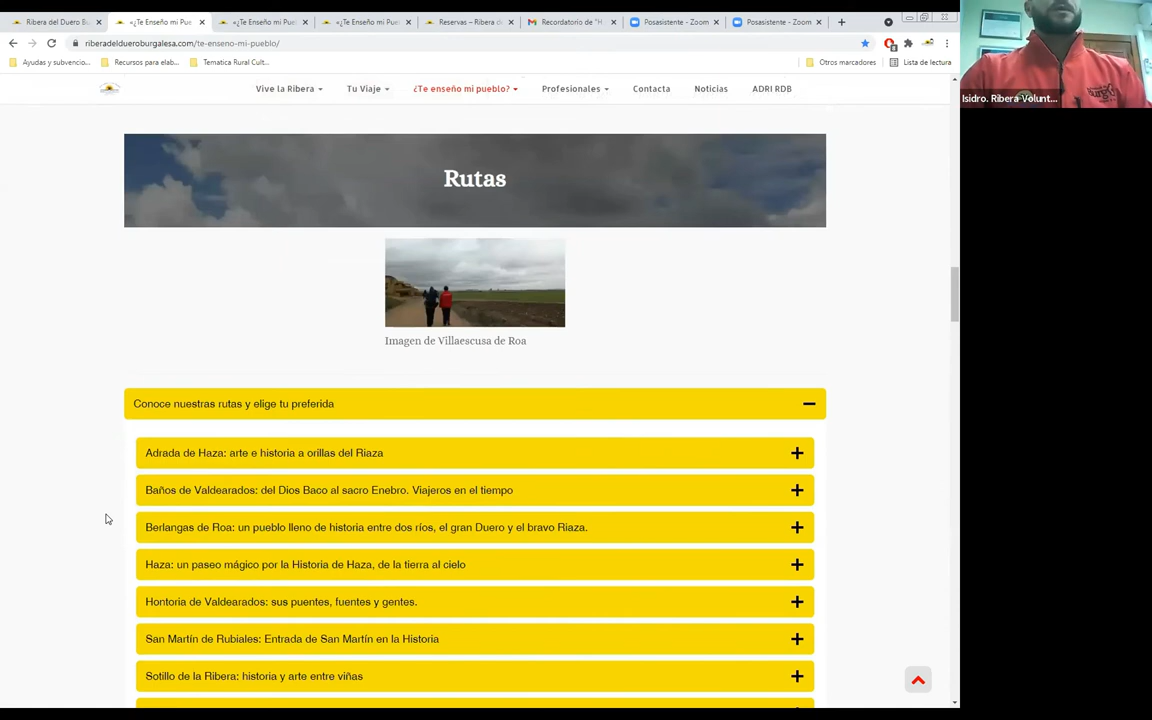 Ribera del Duero Bu
«¿Te Enseño mi Pue
«¿Te Enseño mi Pue
«¿Te Enseño mi Pue
Reservas – Ribera d
Recordatorio de "H
Posasistente - Zoom
Posasistente - Zoom
riberadeldueroburgalesa.com/te-enseno-mi-pueblo/
Ayudas y subvencio...
Recursos para elab...
Tematica Rural Cult...
Otros marcadores
Lista de lectura
Vive la Ribera
Tu Viaje
¿Te enseño mi pueblo?
Profesionales
Contacta
Noticias
ADRI RDB
Isidro. Ribera-Volunt...
Rutas
Imagen de Villaescusa de Roa
Conoce nuestras rutas y elige tu preferida
Adrada de Haza: arte e historia a orillas del Riaza
Baños de Valdearados: del Dios Baco al sacro Enebro. Viajeros en el tiempo
Berlangas de Roa: un pueblo lleno de historia entre dos ríos, el gran Duero y el bravo Riaza.
Haza: un paseo mágico por la Historia de Haza, de la tierra al cielo
Hontoria de Valdearados: sus puentes, fuentes y gentes.
San Martín de Rubiales: Entrada de San Martín en la Historia
Sotillo de la Ribera: historia y arte entre viñas